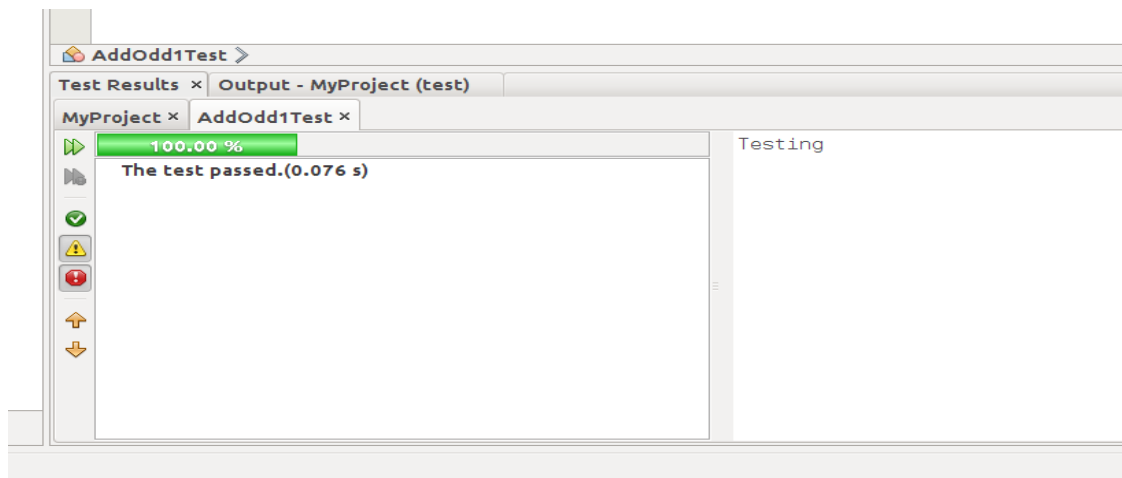 AddOdd1Test
Test Results × Output - MyProject (test)
MyProject × AddOdd1Test ×
100.00 %
The test passed.(0.076 s)
Testing